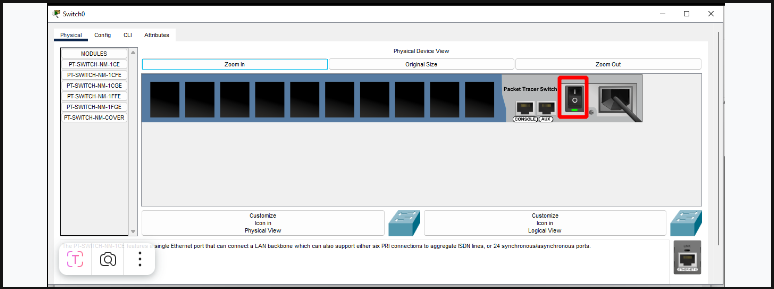 Switch0
Physical Config CLI Attributes
MODULES
PT-SWITCH-NM-1CE
PT-SWITCH-NM-1CFE
PT-SWITCH-NM-1CGE
PT-SWITCH-NM-1FFE
PT-SWITCH-NM-1FGE
PT-SWITCH-NM-COVER
Physical Device View
Zoom In Original Size Zoom Out
Packet Tracer Switch
CONSOLE AUX
Customize
Icon in
Physical View
Customize
Icon in
Logical View
single Ethernet port that can connect a LAN backbone which can also support either six PRI connections to aggregate ISDN lines, or 24 synchronous/asynchronous ports.
T